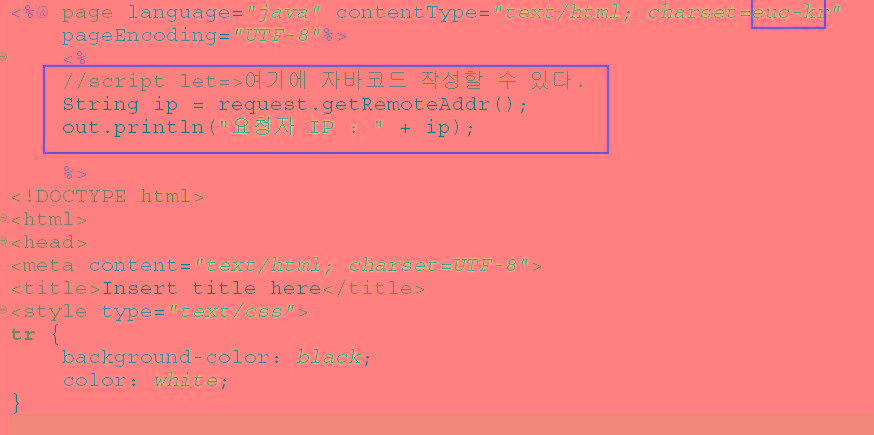 <%@ page language="java" contentType="text/html; charset=euc-kr"
pageEncoding="UTF-8"%>
<%
//script let=>여기에 자바코드 작성할 수 있다.
String ip = request.getRemoteAddr();
out.println("요청자 IP : " + ip);
%>
<!DOCTYPE html>
<html>
<head>
<meta content="text/html; charset=UTF-8">
<title>Insert title here</title>
<style type="text/css">
tr {
background-color: black;
color: white;
}